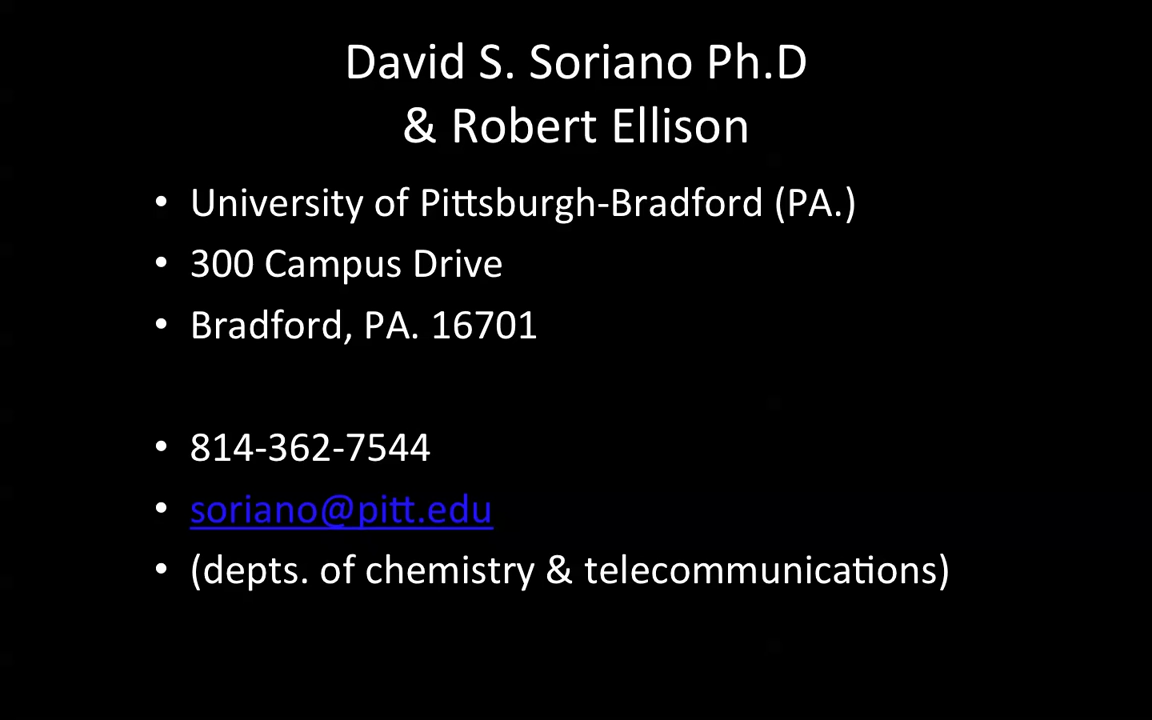 David S. Soriano Ph.D
& Robert Ellison
• University of Pittsburgh-Bradford (PA.)
• 300 Campus Drive
• Bradford, PA. 16701
• 814-362-7544
• soriano@pitt.edu
• (depts. of chemistry & telecommunications)